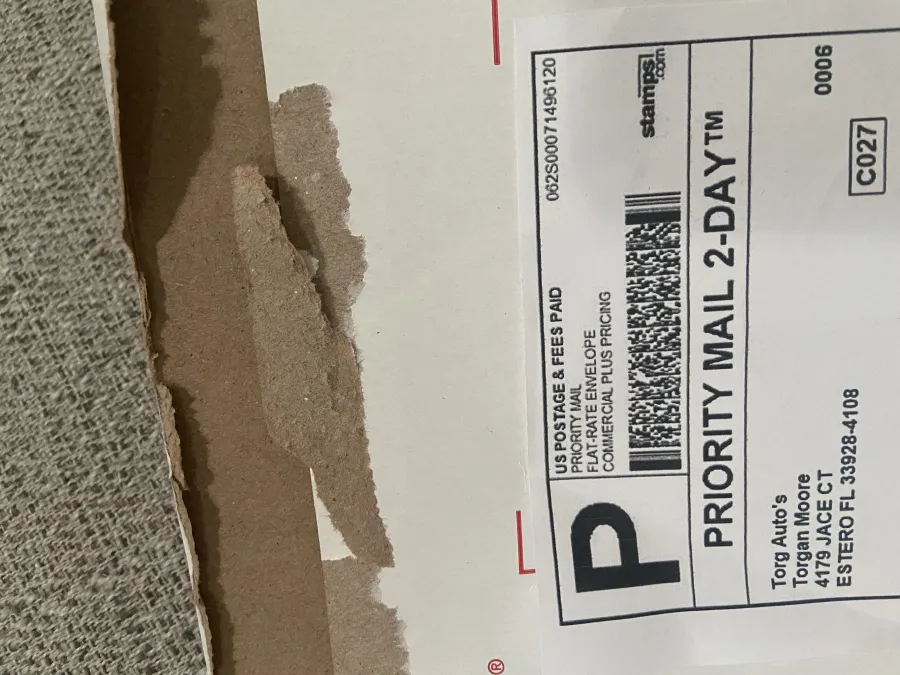 P
US POSTAGE & FEES PAID
PRIORITY MAIL
FLAT-RATE ENVELOPE
COMMERCIAL PLUS PRICING
062S00071496120
stamps
.com
PRIORITY MAIL 2-DAY™
Torg Auto's
Torgan Moore
4179 JACE CT
ESTERO FL 33928-4108
0006
C027
®